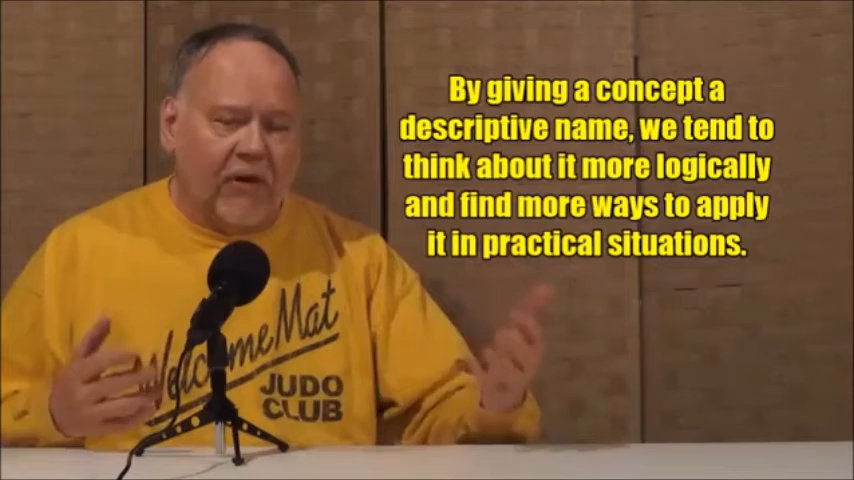 By giving a concept a
descriptive name, we tend to
think about it more logically
and find more ways to apply
it in practical situations.
Welcome Mat
JUDO
CLUB